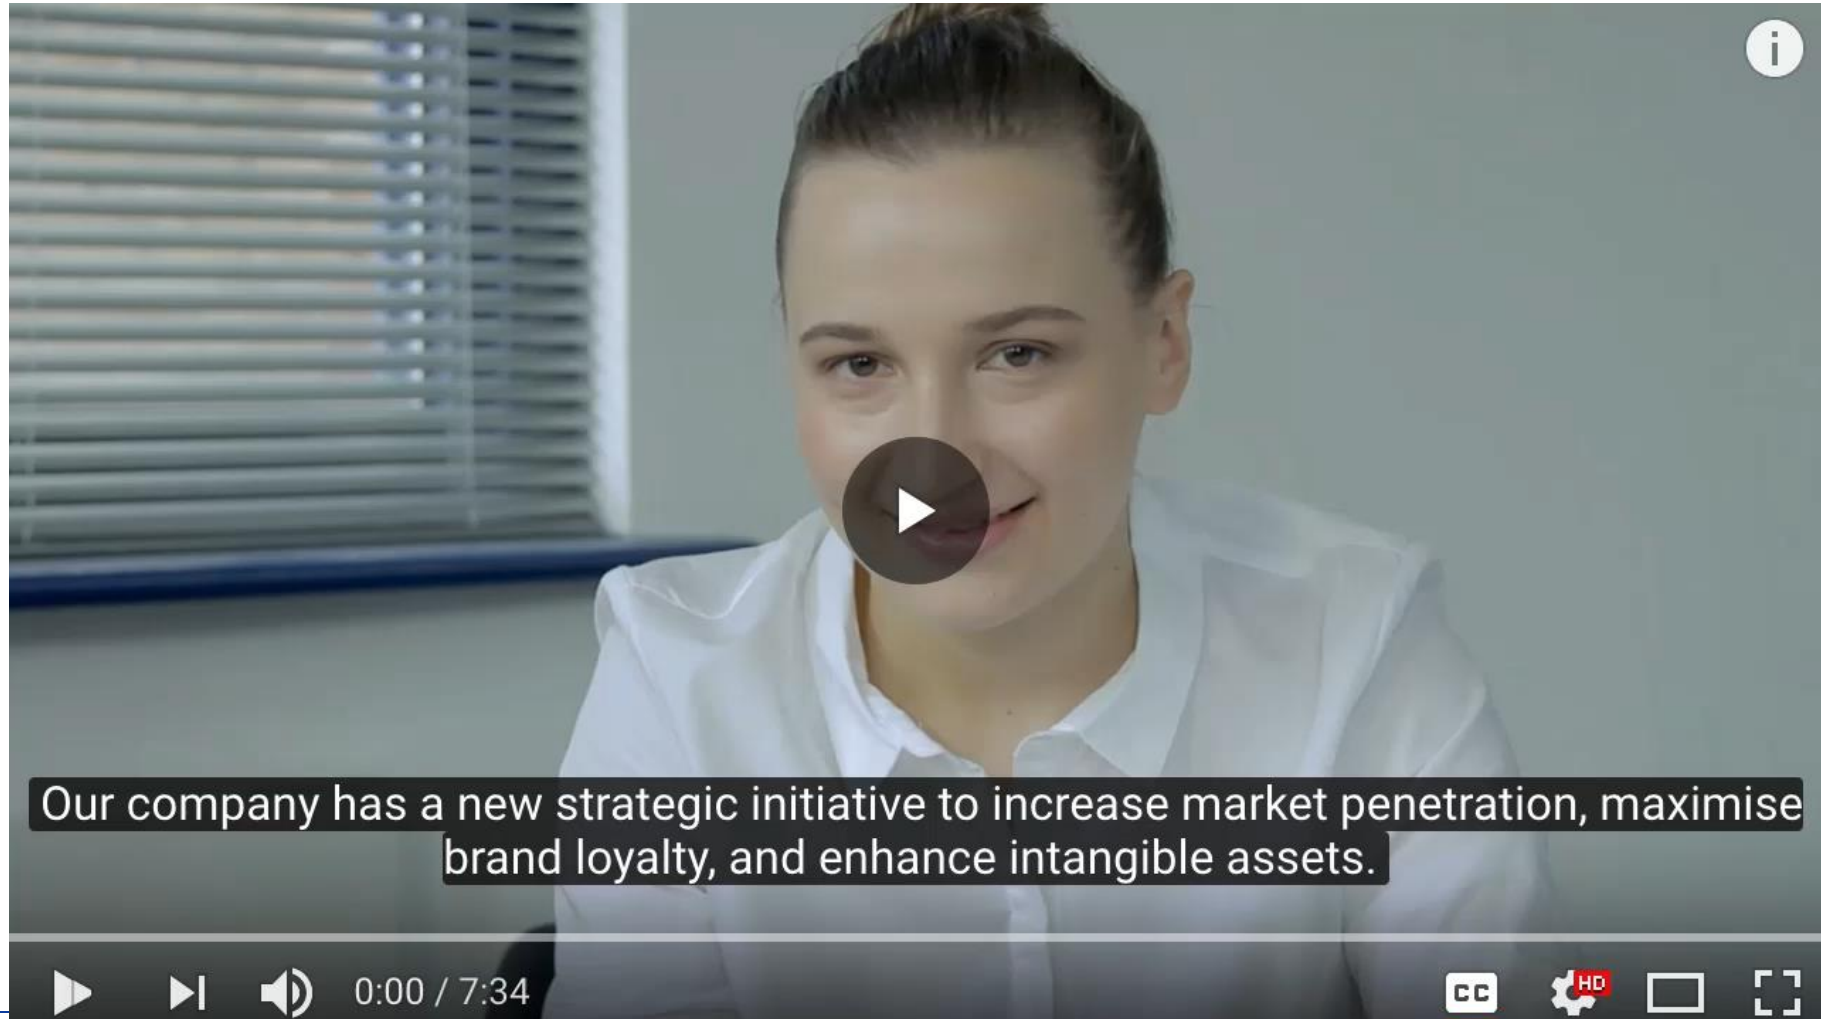 i
Our company has a new strategic initiative to increase market penetration, maximise
brand loyalty, and enhance intangible assets.
0:00 / 7:34
CC
HD